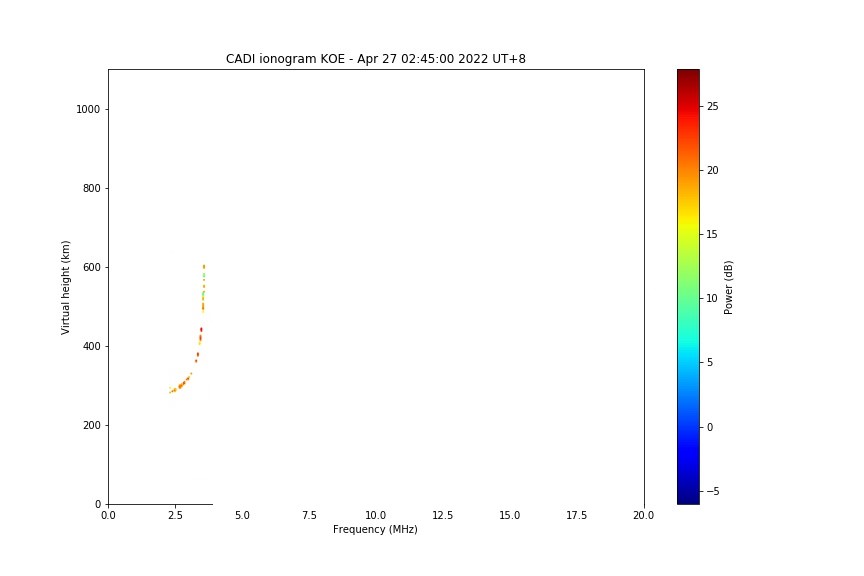 CADI ionogram KOE - Apr 27 02:45:00 2022 UT+8
Virtual height (km)
1000
800
600
400
200
0
0.0 2.5 5.0 7.5 10.0 12.5 15.0 17.5 20.0
Frequency (MHz)
25
20
15
10
5
0
−5
Power (dB)